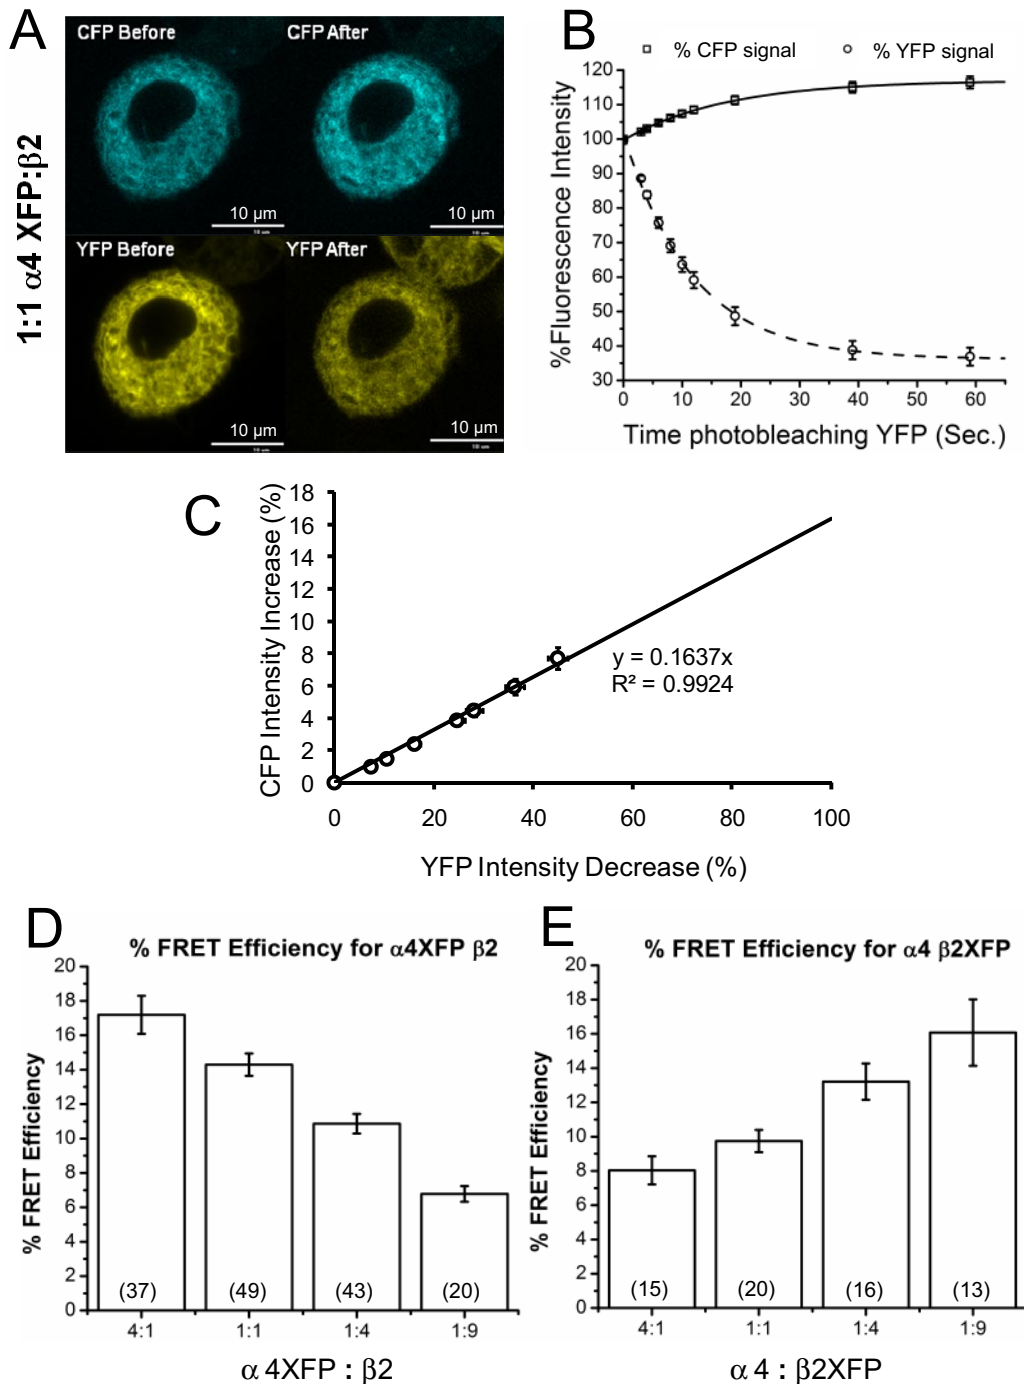 A
1:1 α4 XFP:β2
CFP Before
CFP After
10 µm
10 µm
YFP Before
YFP After
10 µm
10 µm
B
% CFP signal
% YFP signal
%Fluorescence Intensity
120
110
100
90
80
70
60
50
40
30
0 10 20 30 40 50 60
Time photobleaching YFP (Sec.)
C
CFP Intensity Increase (%)
18
16
14
12
10
8
6
4
2
0
y = 0.1637x
R² = 0.9924
0 20 40 60 80 100
YFP Intensity Decrease (%)
D
% FRET Efficiency for α4XFP β2
% FRET Efficiency
20
18
16
14
12
10
8
6
4
2
0
(37) (49) (43) (20)
4:1 1:1 1:4 1:9
α 4XFP : β2
E
% FRET Efficiency for α4 β2XFP
% FRET Efficiency
20
18
16
14
12
10
8
6
4
2
0
(15) (20) (16) (13)
4:1 1:1 1:4 1:9
α 4 : β2XFP